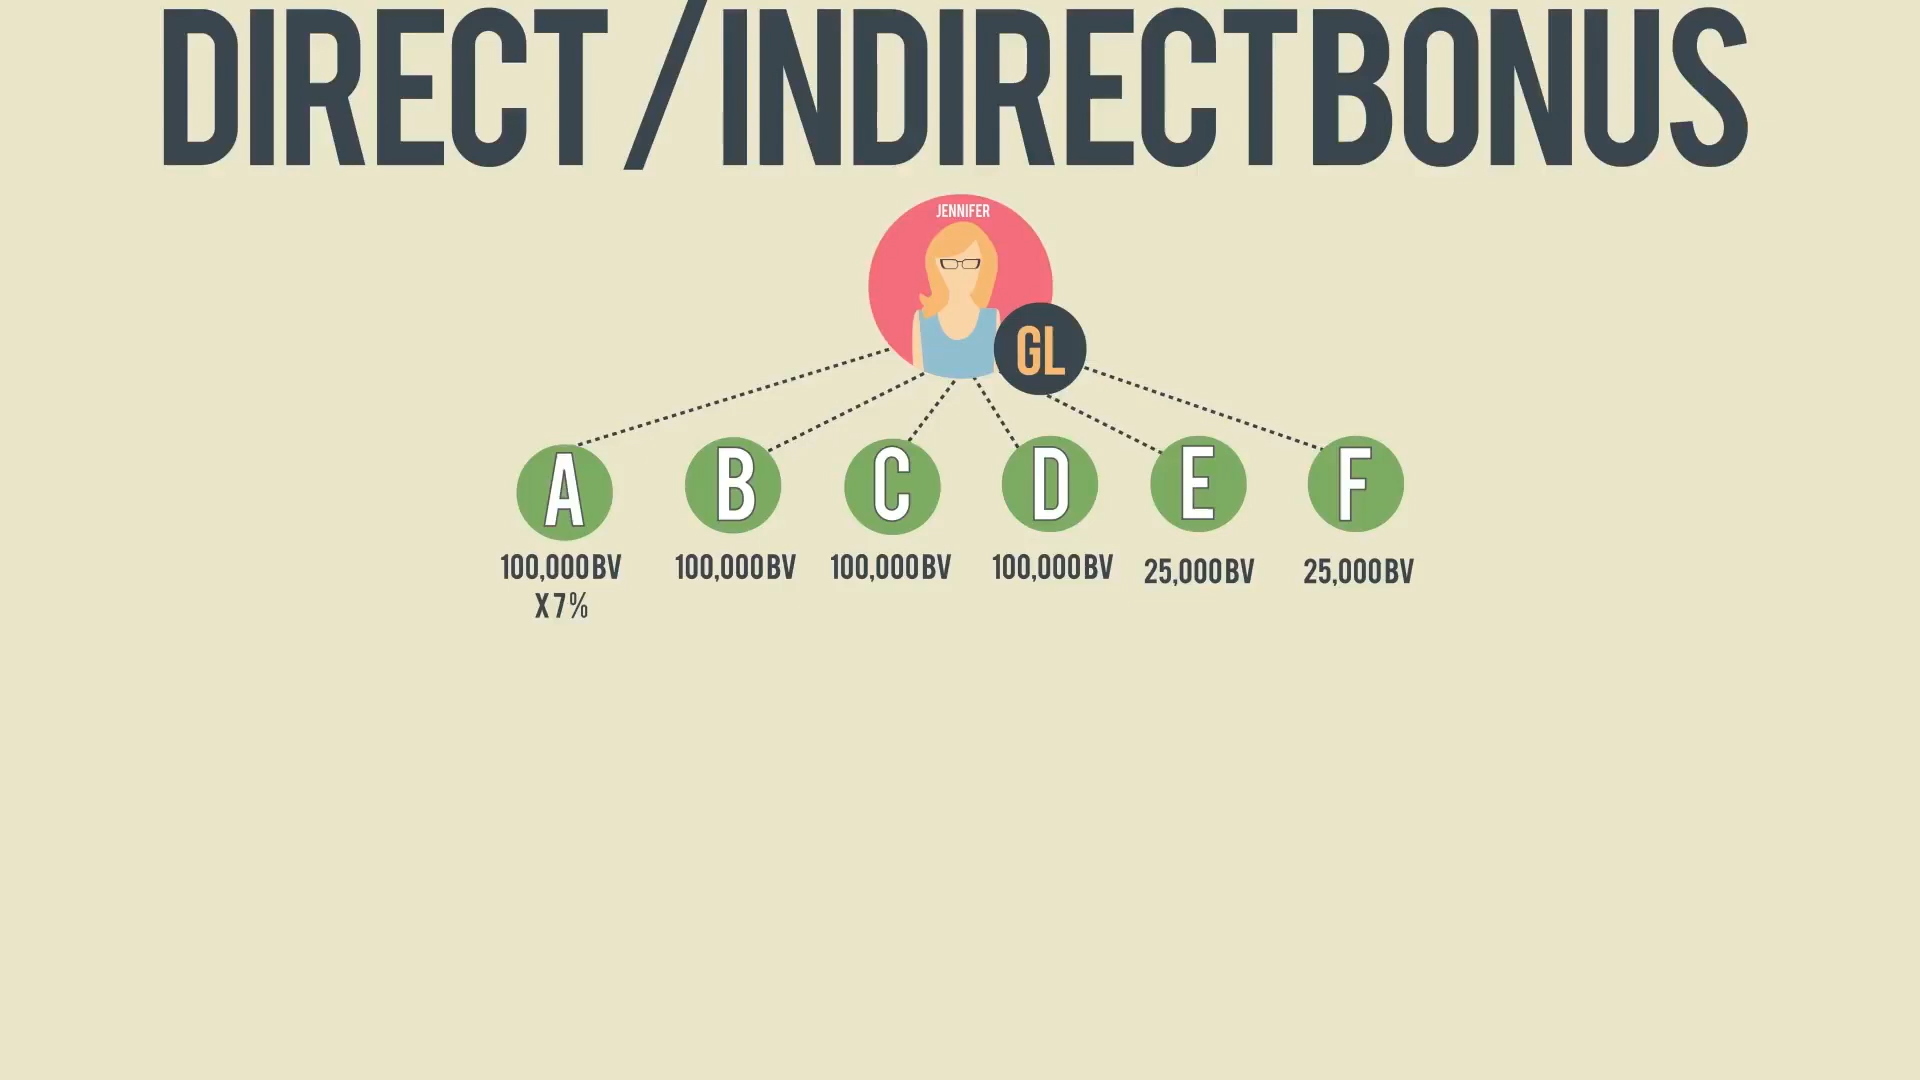 DIRECT / INDIRECT BONUS
JENNIFER
GL
A B C D E F
100,000 BV 100,000 BV 100,000 BV 100,000 BV 25,000 BV 25,000 BV
X 7%